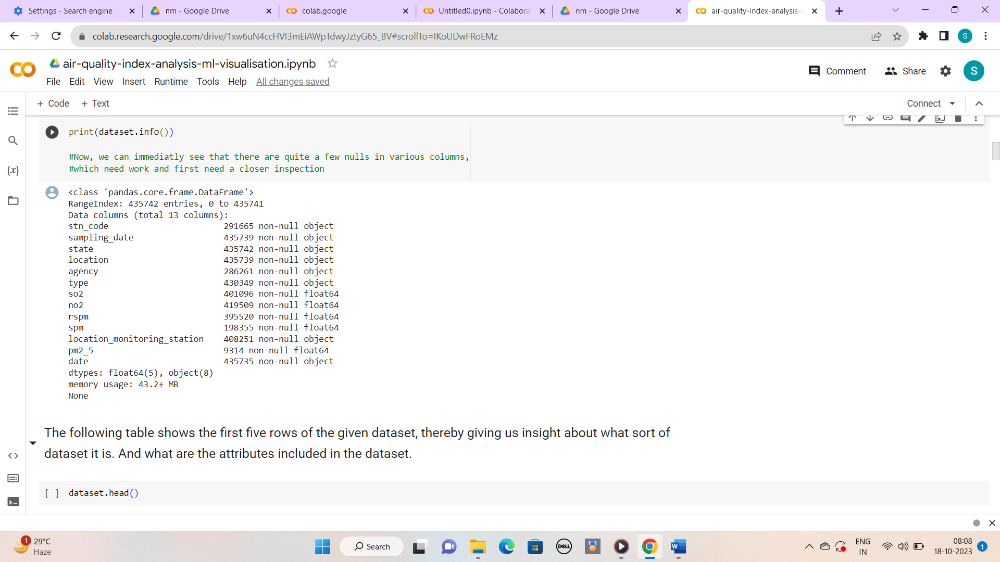 Settings - Search engine
nm - Google Drive
colab.google
Untitled0.ipynb - Colabora
nm - Google Drive
air-quality-index-analysis-
colab.research.google.com/drive/1xw6uN4ccHVI3mEiAWpTdwyJztyG65_BV#scrollTo=IKoUDwFRoEMz
S
air-quality-index-analysis-ml-visualisation.ipynb
Comment
Share
S
File Edit View Insert Runtime Tools Help All changes saved
+ Code + Text
Connect
print(dataset.info())
#Now, we can immediatly see that there are quite a few nulls in various columns,
#which need work and first need a closer inspection
{x}
<class 'pandas.core.frame.DataFrame'>
RangeIndex: 435742 entries, 0 to 435741
Data columns (total 13 columns):
stn_code 291665 non-null object
sampling_date 435739 non-null object
state 435742 non-null object
location 435739 non-null object
agency 286261 non-null object
type 430349 non-null object
so2 401096 non-null float64
no2 419509 non-null float64
rspm 395520 non-null float64
spm 198355 non-null float64
location_monitoring_station 408251 non-null object
pm2_5 9314 non-null float64
date 435735 non-null object
dtypes: float64(5), object(8)
memory usage: 43.2+ MB
None
The following table shows the first five rows of the given dataset, thereby giving us insight about what sort of
dataset it is. And what are the attributes included in the dataset.
[ ] dataset.head()
1
29°C
Haze
Search
DELL
W
ENG
IN
08:08
18-10-2023
1